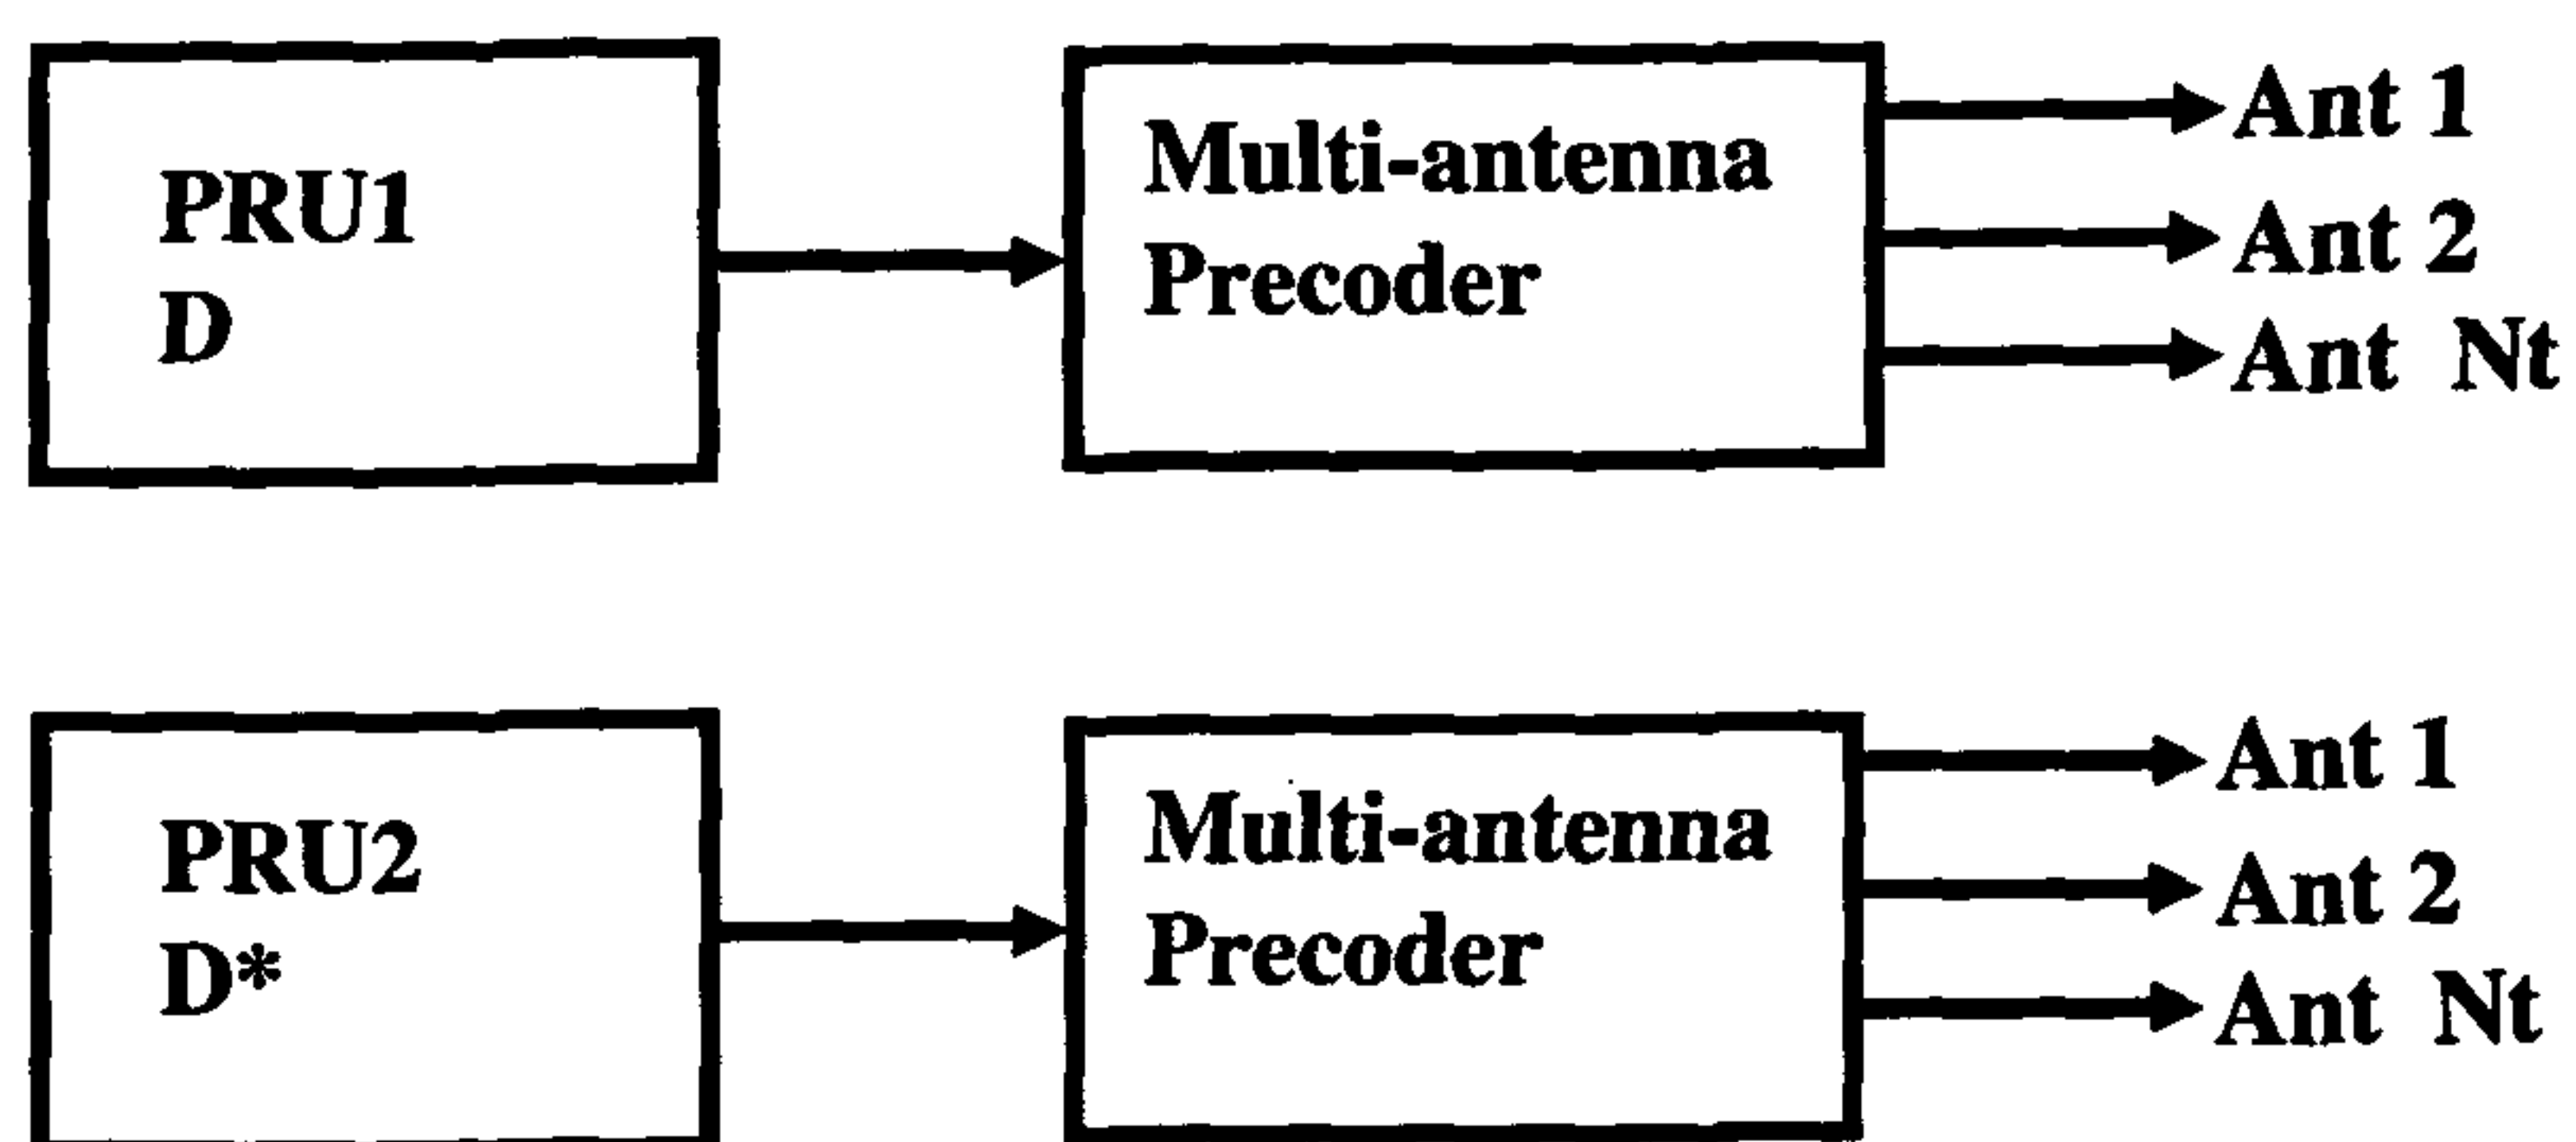 PRU1
D
Multi-antenna
Precoder
Ant 1
Ant 2
Ant Nt
PRU2
D*
Multi-antenna
Precoder
Ant 1
Ant 2
Ant Nt